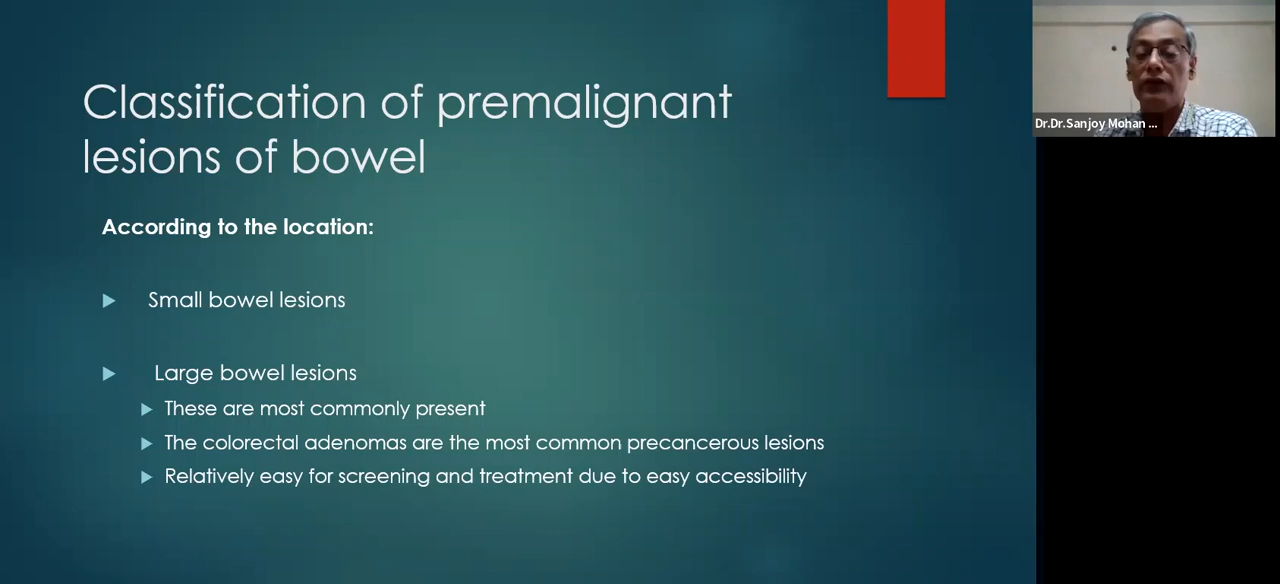 Classification of premalignant
lesions of bowel
According to the location:
Small bowel lesions
Large bowel lesions
These are most commonly present
The colorectal adenomas are the most common precancerous lesions
Relatively easy for screening and treatment due to easy accessibility
Dr.Dr.Sanjoy Mohan ...